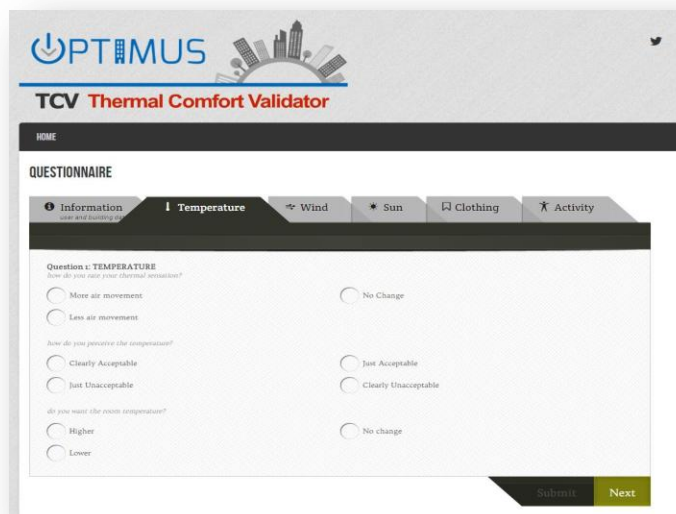 OPTIMUS
TCV Thermal Comfort Validator
HOME
QUESTIONNAIRE
Information Temperature Wind Sun Clothing Activity
user and building
Question 1: TEMPERATURE
how do you rate your thermal sensation?
More air movement No Change
Less air movement
how do you perceive the temperature?
Clearly Acceptable Just Acceptable
Just Unacceptable Clearly Unacceptable
do you want the room temperature?
Higher No change
Lower
Submit Next